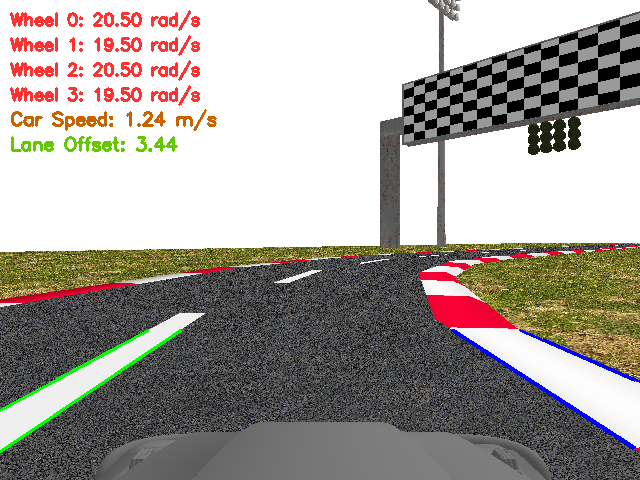 Wheel 0: 20.50 rad/s
Wheel 1: 19.50 rad/s
Wheel 2: 20.50 rad/s
Wheel 3: 19.50 rad/s
Car Speed: 1.24 m/s
Lane Offset: 3.44